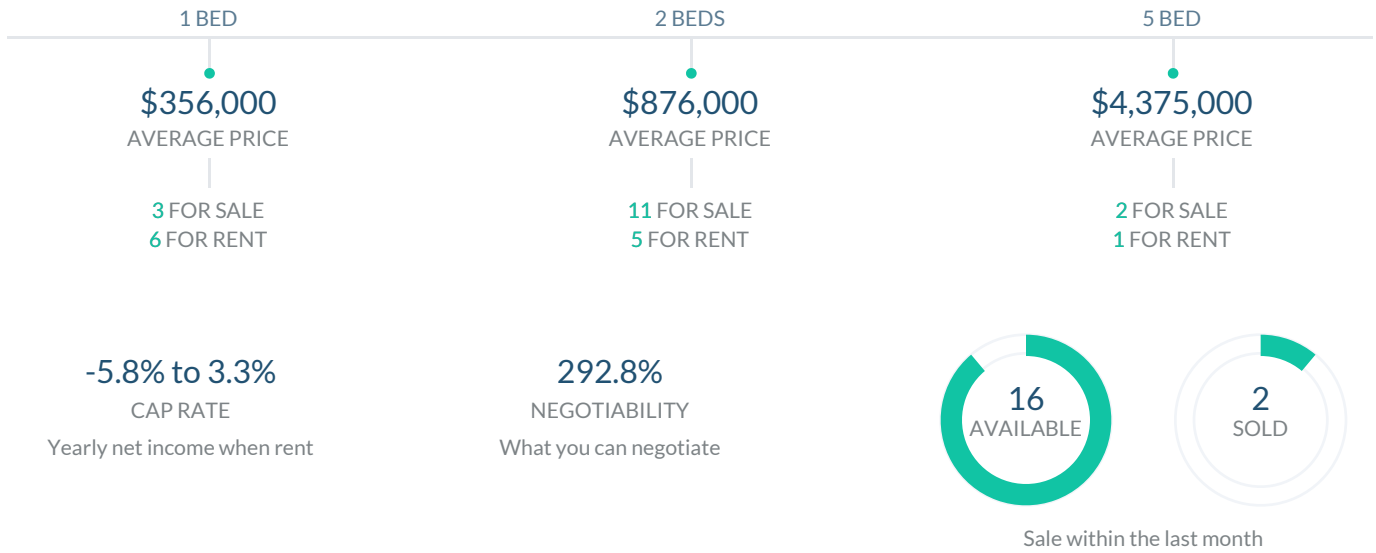 1 BED
$356,000
AVERAGE PRICE
3 FOR SALE
6 FOR RENT
2 BEDS
$876,000
AVERAGE PRICE
11 FOR SALE
5 FOR RENT
5 BED
$4,375,000
AVERAGE PRICE
2 FOR SALE
1 FOR RENT
-5.8% to 3.3%
CAP RATE
Yearly net income when rent
292.8%
NEGOTIABILITY
What you can negotiate
16
AVAILABLE
2
SOLD
Sale within the last month